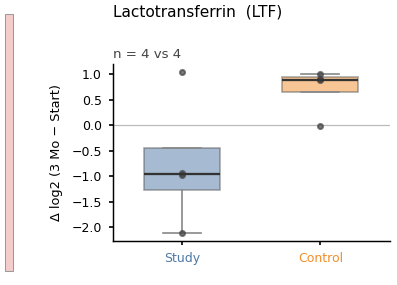 Lactotransferrin  (LTF)
n = 4 vs 4
Δ log2 (3 Mo − Start)
1.0
0.5
0.0
−0.5
−1.0
−1.5
−2.0
Study
Control